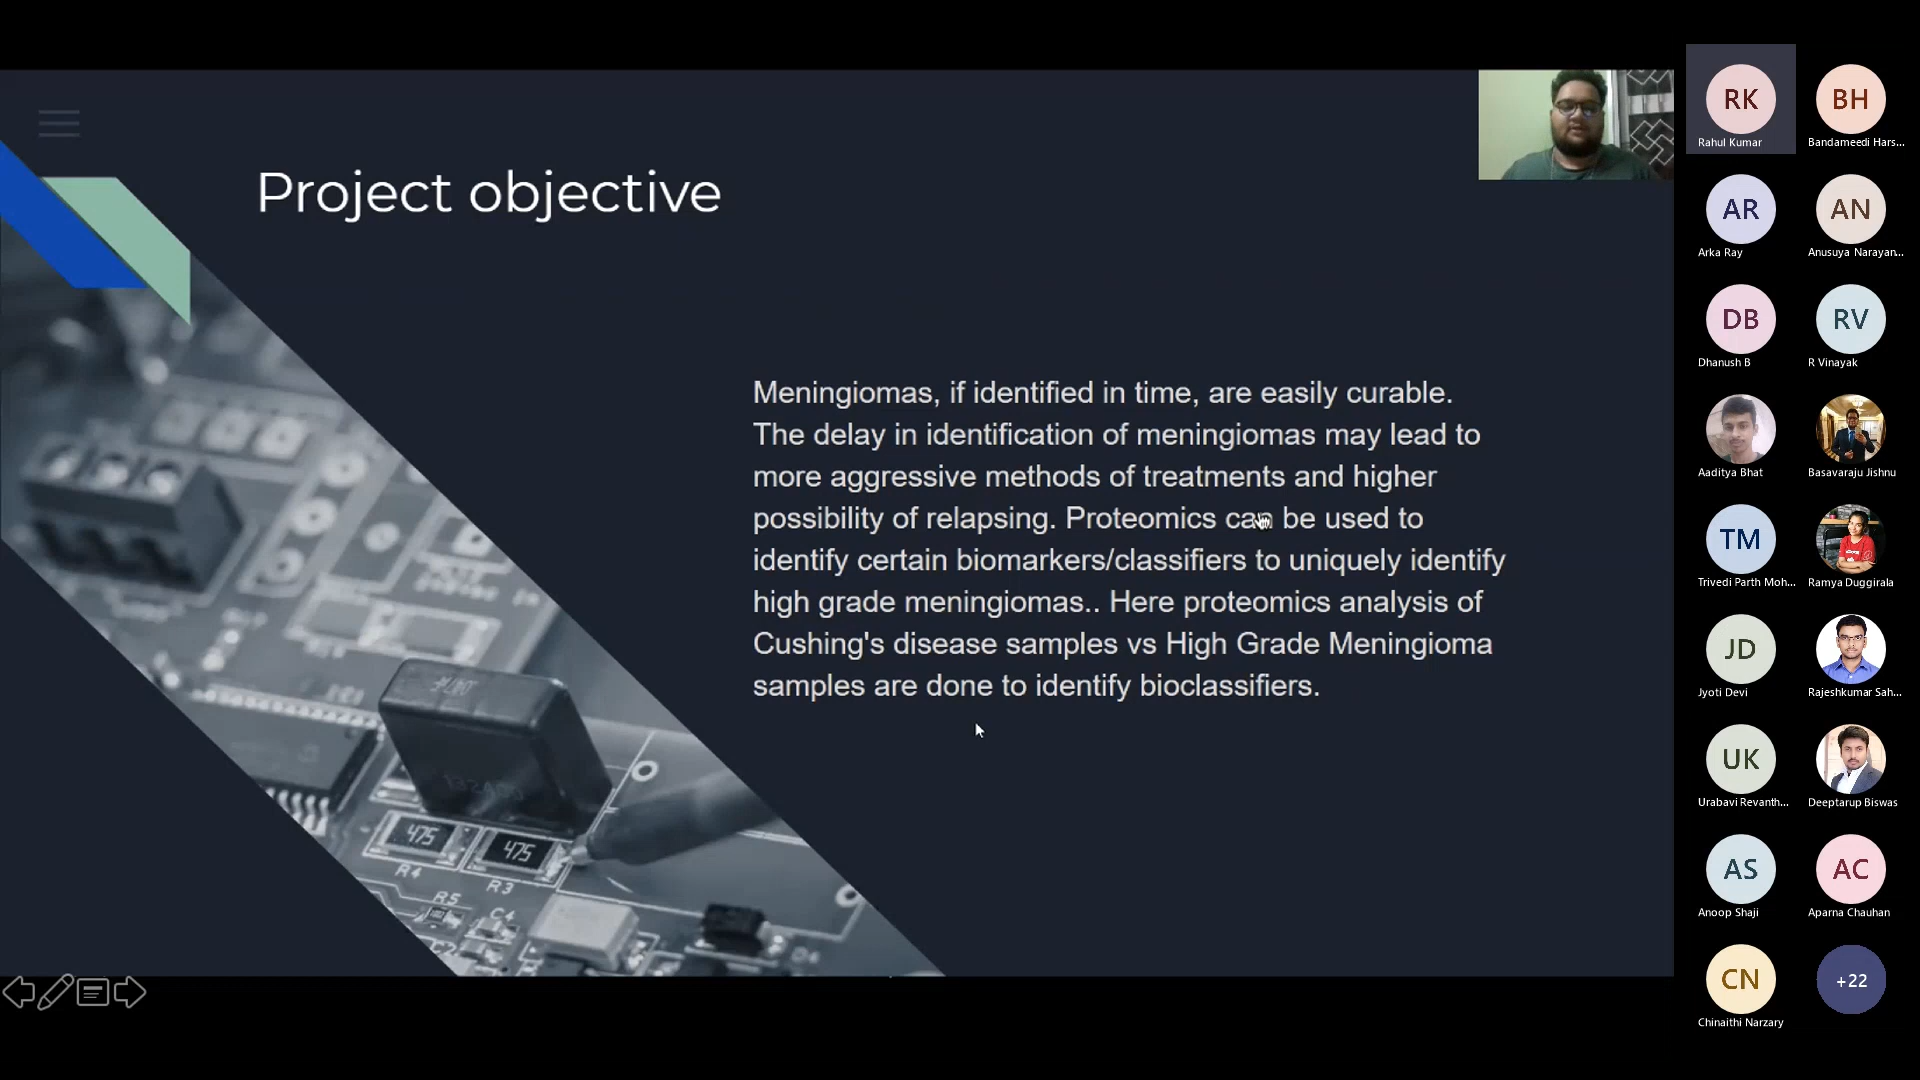 Project objective
Meningiomas, if identified in time, are easily curable.
The delay in identification of meningiomas may lead to
more aggressive methods of treatments and higher
possibility of relapsing. Proteomics can be used to
identify certain biomarkers/classifiers to uniquely identify
high grade meningiomas.. Here proteomics analysis of
Cushing's disease samples vs High Grade Meningioma
samples are done to identify bioclassifiers.
475
475
R4
R3
R5
C4
RK
Rahul Kumar
BH
Bandameedi Hars...
AR
Arka Ray
AN
Anusuya Narayan...
DB
Dhanush B
RV
R Vinayak
Aaditya Bhat
Basavaraju Jishnu
TM
Trivedi Parth Moh...
Ramya Duggirala
JD
Jyoti Devi
Rajeshkumar Sah...
UK
Urabavi Revanth...
Deeptarup Biswas
AS
Anoop Shaji
AC
Aparna Chauhan
CN
Chinaithi Narzary
+22